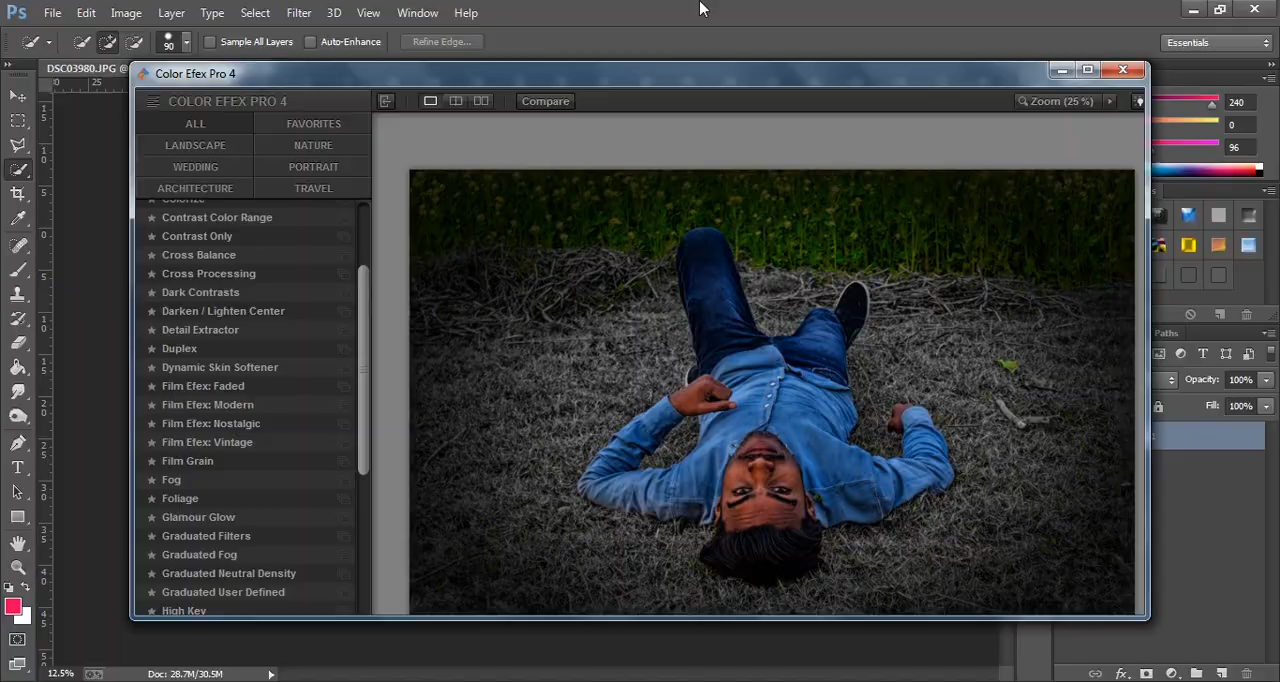 Ps File Edit Image Layer Type Select Filter 3D View Window Help
90 Sample All Layers Auto-Enhance Refine Edge... Essentials
DSC03980.JPG @
Color Efex Pro 4
COLOR EFEX PRO 4 Compare Zoom (25 %)
ALL FAVORITES
LANDSCAPE NATURE
WEDDING PORTRAIT
ARCHITECTURE TRAVEL
Colorize
Contrast Color Range
Contrast Only
Cross Balance
Cross Processing
Dark Contrasts
Darken / Lighten Center
Detail Extractor
Duplex
Dynamic Skin Softener
Film Efex: Faded
Film Efex: Modern
Film Efex: Nostalgic
Film Efex: Vintage
Film Grain
Fog
Foliage
Glamour Glow
Graduated Filters
Graduated Fog
Graduated Neutral Density
Graduated User Defined
High Key
240
0
96
Paths
Opacity: 100%
Fill: 100%
12.5% Doc: 28.7M/30.5M